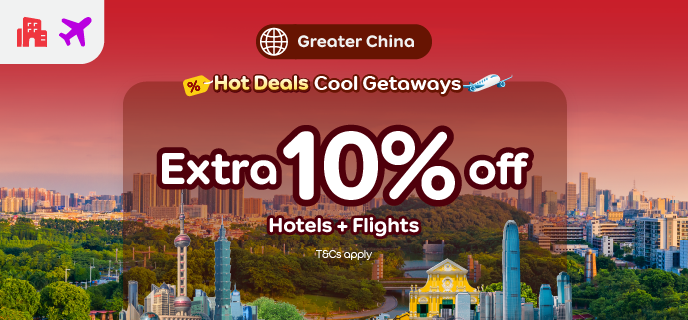 Greater China
% Hot Deals Cool Getaways
Extra 10% off
Hotels + Flights
T&Cs apply